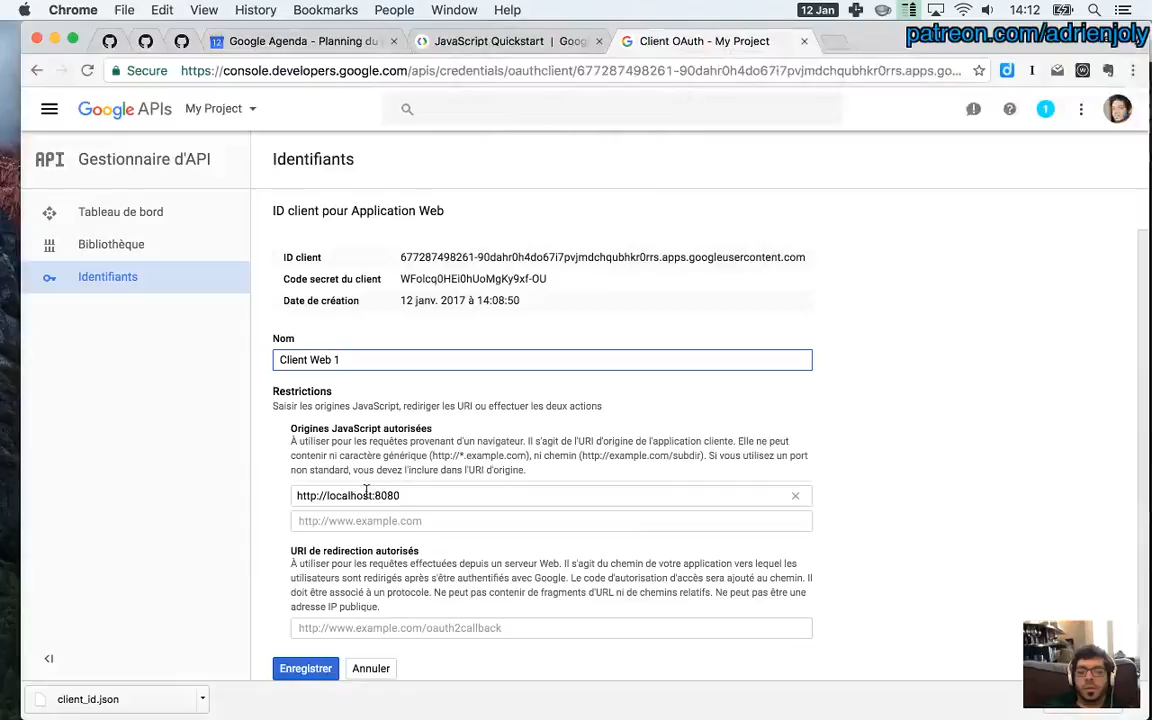 Chrome File Edit View History Bookmarks People Window Help 12 Jan 14:12
patreon.com/adrienjoly
Google Agenda - Planning du JavaScript Quickstart | Goog Client OAuth - My Project
Secure https://console.developers.google.com/apis/credentials/oauthclient/677287498261-90dahr0h4do67i7pvjmdchqubhkr0rrs.apps.go...
Google APIs My Project 1
API Gestionnaire d'API Identifiants
Tableau de bord
Bibliothèque
Identifiants
ID client pour Application Web
ID client 677287498261-90dahr0h4do67i7pvjmdchqubhkr0rrs.apps.googleusercontent.com
Code secret du client WFolcq0HEi0hUoMgKy9xf-OU
Date de création 12 janv. 2017 à 14:08:50
Nom
Client Web 1
Restrictions
Saisir les origines JavaScript, rediriger les URI ou effectuer les deux actions
Origines JavaScript autorisées
À utiliser pour les requêtes provenant d'un navigateur. Il s'agit de l'URI d'origine de l'application cliente. Elle ne peut
contenir ni caractère générique (http://*.example.com), ni chemin (http://example.com/subdir). Si vous utilisez un port
non standard, vous devez l'inclure dans l'URI d'origine.
http://localhost:8080
http://www.example.com
URI de redirection autorisés
À utiliser pour les requêtes effectuées depuis un serveur Web. Il s'agit du chemin de votre application vers lequel les
utilisateurs sont redirigés après s'être authentifiés avec Google. Le code d'autorisation d'accès sera ajouté au chemin. Il
doit être associé à un protocole. Ne peut pas contenir de fragments d'URL ni de chemins relatifs. Ne peut pas être une
adresse IP publique.
http://www.example.com/oauth2callback
Enregistrer Annuler
client_id.json